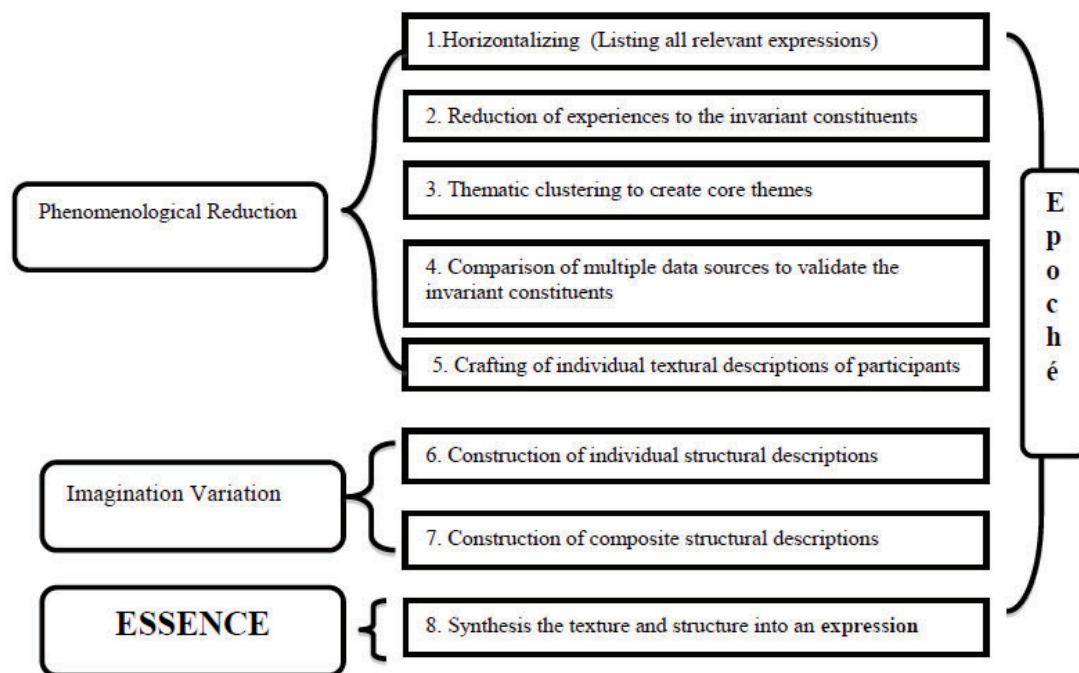 1.Horizontalizing (Listing all relevant expressions)
2. Reduction of experiences to the invariant constituents
3. Thematic clustering to create core themes
Phenomenological Reduction
4. Comparison of multiple data sources to validate the
invariant constituents
5. Crafting of individual textural descriptions of participants
Epoché
6. Construction of individual structural descriptions
Imagination Variation
7. Construction of composite structural descriptions
ESSENCE
8. Synthesis the texture and structure into an expression